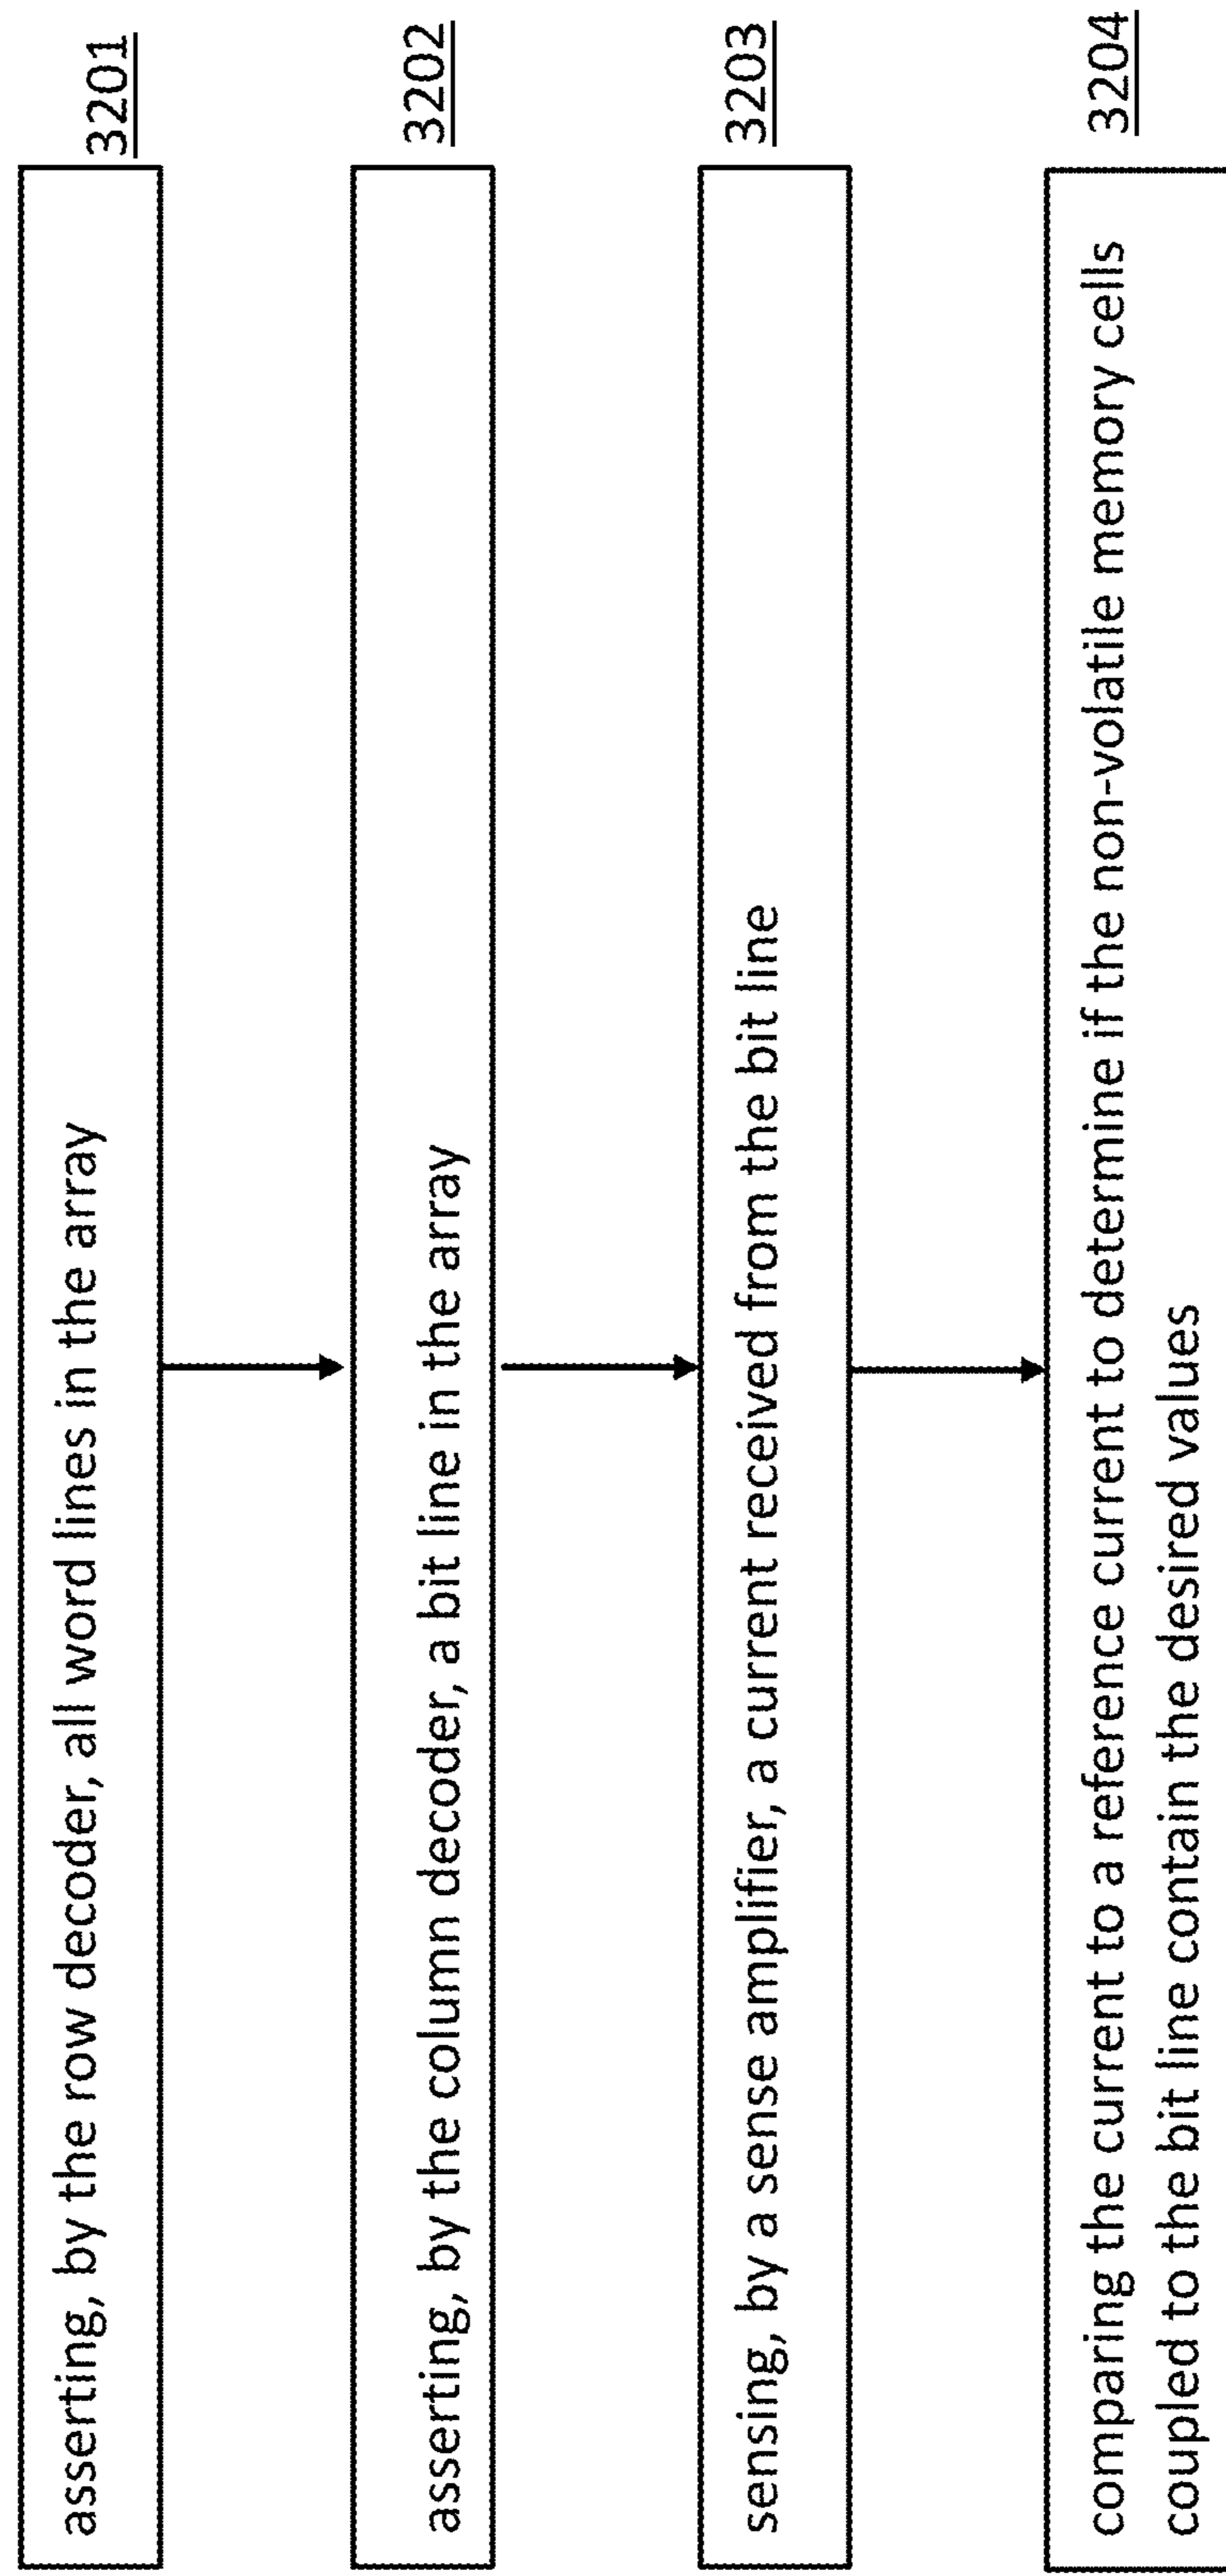 asserting, by the row decoder, all word lines in the array
3201
asserting, by the column decoder, a bit line in the array
3202
sensing, by a sense amplifier, a current received from the bit line
3203
comparing the current to a reference current to determine if the non-volatile memory cells
coupled to the bit line contain the desired values
3204